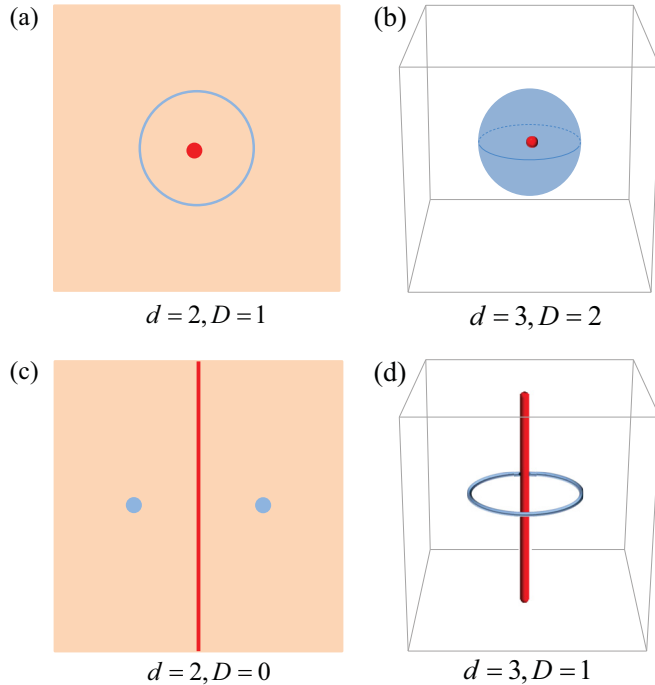 (a)
(b)
d = 2, D = 1
d = 3, D = 2
(c)
(d)
d = 2, D = 0
d = 3, D = 1